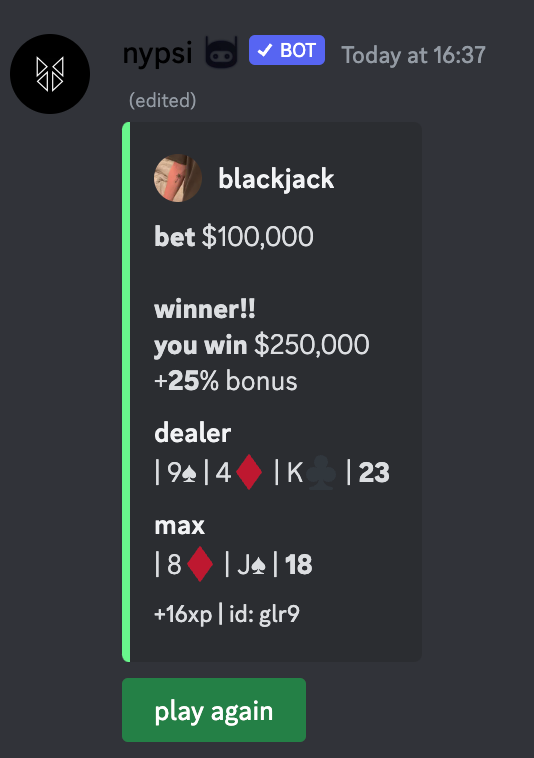 nypsi ✓ BOT Today at 16:37
(edited)
blackjack
bet $100,000
winner!!
you win $250,000
+25% bonus
dealer
| 9♠ | 4♦ | K♣ | 23
max
| 8♦ | J♠ | 18
+16xp | id: glr9
play again